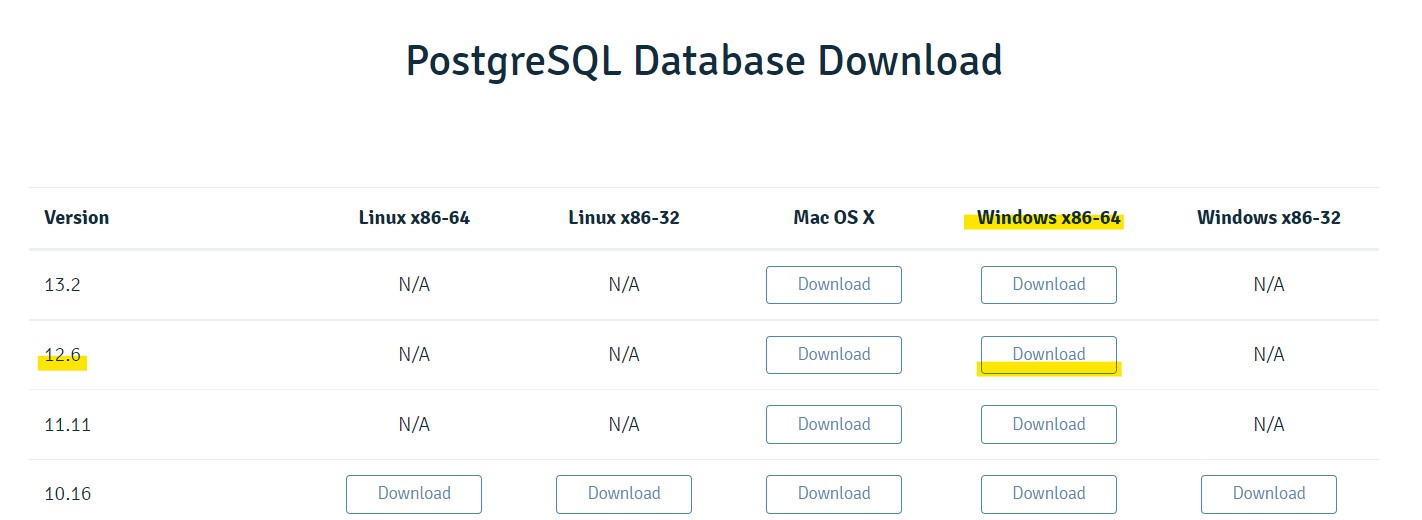 PostgreSQL Database Download
Version Linux x86-64 Linux x86-32 Mac OS X Windows x86-64 Windows x86-32
13.2 N/A N/A Download Download N/A
12.6 N/A N/A Download Download N/A
11.11 N/A N/A Download Download N/A
10.16 Download Download Download Download Download